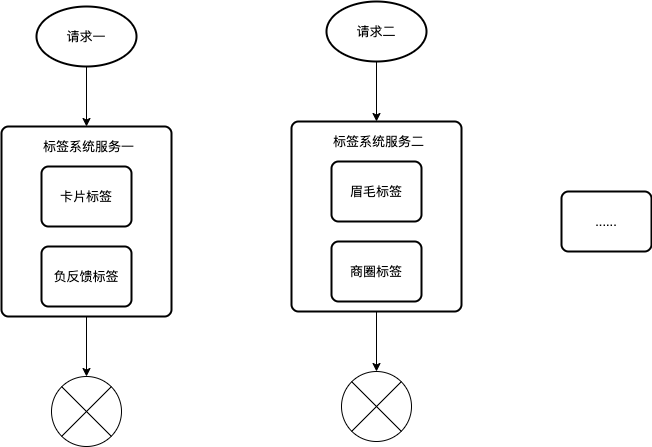 请求一
标签系统服务一
卡片标签
负反馈标签
请求二
标签系统服务二
眉毛标签
商圈标签
......